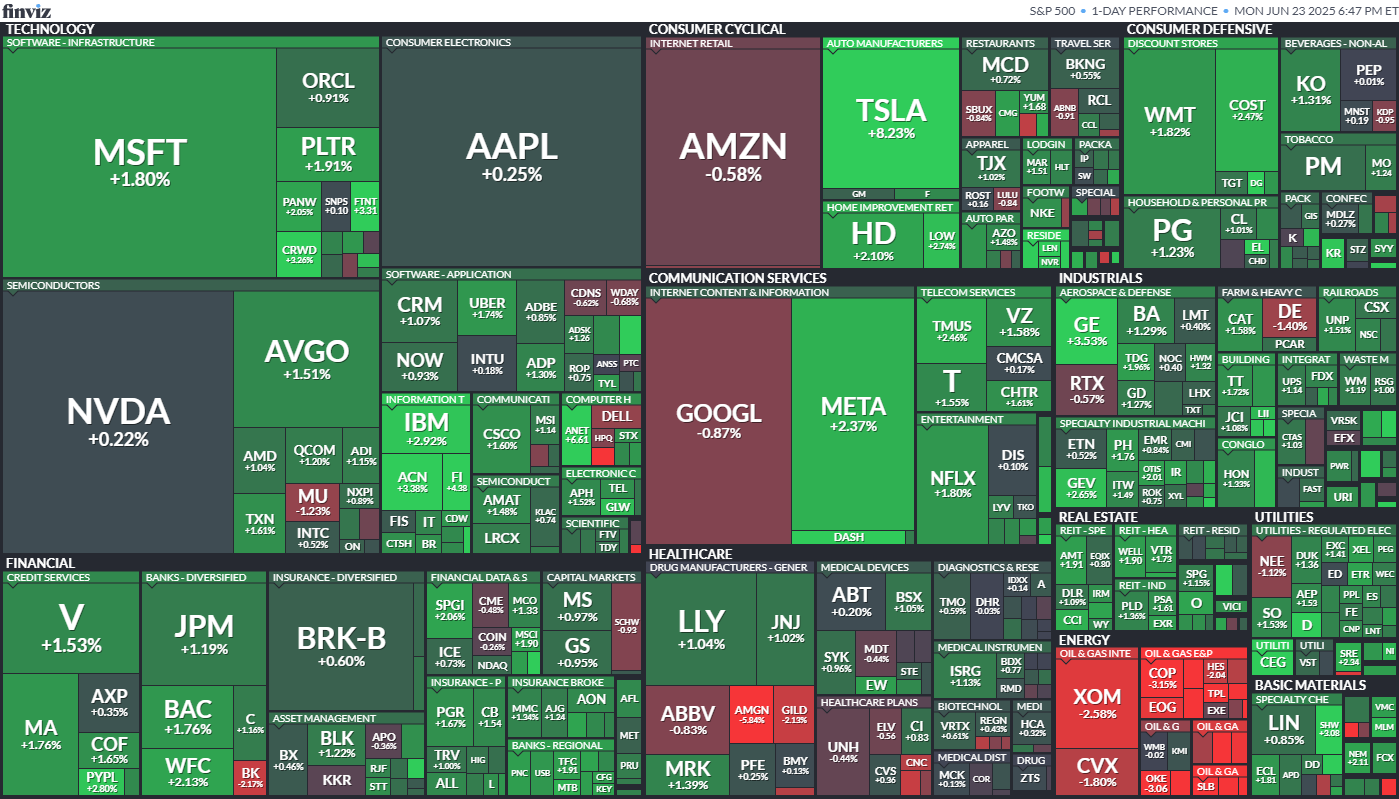 finviz
S&P 500 • 1-DAY PERFORMANCE • MON JUN 23 2025 6:47 PM ET
TECHNOLOGY
SOFTWARE - INFRASTRUCTURE
MSFT
+1.80%
ORCL
+0.91%
PLTR
+1.91%
PANW
+2.05%
SNPS
+0.10
FTNT
+3.31
CRWD
+3.26%
CONSUMER ELECTRONICS
AAPL
+0.25%
SEMICONDUCTORS
NVDA
+0.22%
AVGO
+1.51%
AMD
+1.04%
QCOM
+1.20%
ADI
+1.15%
TXN
+1.61%
MU
-1.23%
NXPI
+0.89%
INTC
+0.52%
ON
SOFTWARE - APPLICATION
CRM
+1.07%
UBER
+1.74%
ADBE
+0.85%
CDNS
-0.62%
WDAY
-0.68%
NOW
+0.93%
INTU
+0.18%
ADP
+1.30%
ADSK
+1.26
ROP
+0.75
ANSS
PTC
TYL
INFORMATION T
IBM
+2.92%
ACN
+3.38%
FI
+4.38
FIS
IT
CDW
CTSH
BR
COMMUNICATI
CSCO
+1.60%
MSI
+1.14
SEMICONDUCT
AMAT
+1.48%
KLAC
+0.74
LRCX
COMPUTER H
ANET
+6.61
DELL
HPQ
STX
ELECTRONIC C
APH
+1.52%
TEL
GLW
SCIENTIFIC
FTV
TDY
CONSUMER CYCLICAL
INTERNET RETAIL
AMZN
-0.58%
AUTO MANUFACTURERS
TSLA
+8.23%
GM
F
HOME IMPROVEMENT RET
HD
+2.10%
LOW
+2.74%
RESTAURANTS
MCD
+0.72%
SBUX
-0.84%
CMG
YUM
+1.68
TRAVEL SER
BKNG
+0.55%
ABNB
-0.91
RCL
CCL
APPAREL
TJX
+1.02%
ROST
+0.16
LULU
-0.84
LODGIN
MAR
+1.51
HLT
PACKA
IP
SW
AUTO PAR
AZO
+1.48%
FOOTW
NKE
SPECIAL
RESIDE
LEN
NVR
CONSUMER DEFENSIVE
DISCOUNT STORES
WMT
+1.82%
COST
+2.47%
TGT
DG
BEVERAGES - NON-AL
KO
+1.31%
PEP
+0.01%
MNST
+0.19
KDP
-0.95
TOBACCO
PM
MO
+1.24
HOUSEHOLD & PERSONAL PR
PG
+1.23%
CL
+1.01%
EL
CHD
PACK
GIS
K
CONFEC
MDLZ
+0.27%
KR
STZ
SYY
COMMUNICATION SERVICES
INTERNET CONTENT & INFORMATION
GOOGL
-0.87%
META
+2.37%
DASH
TELECOM SERVICES
TMUS
+2.46%
VZ
+1.58%
T
+1.55%
CMCSA
+0.17%
CHTR
+1.61%
ENTERTAINMENT
NFLX
+1.80%
DIS
+0.10%
LYV
TKO
INDUSTRIALS
AEROSPACE & DEFENSE
GE
+3.53%
BA
+1.29%
LMT
+0.40%
RTX
-0.57%
TDG
+1.96%
NOC
+0.40
HWM
+1.32
GD
+1.27%
LHX
TXT
FARM & HEAVY C
CAT
+1.58%
DE
-1.40%
PCAR
RAILROADS
UNP
+1.51%
CSX
NSC
BUILDING
TT
+1.72%
JCI
+1.08%
LII
INTEGRAT
UPS
+1.14
FDX
WASTE M
WM
+1.19
RSG
+1.00
SPECIALTY INDUSTRIAL MACHI
ETN
+0.52%
PH
+1.76
EMR
+0.84%
CMI
GEV
+2.65%
ITW
+1.49
OTIS
+2.01
IR
ROK
+0.75
XYL
CONGLO
HON
+1.33%
SPECIA
CTAS
+1.03
VRSK
EFX
INDUST
FAST
PWR
URI
FINANCIAL
CREDIT SERVICES
V
+1.53%
MA
+1.76%
AXP
+0.35%
COF
+1.65%
PYPL
+2.80%
BANKS - DIVERSIFIED
JPM
+1.19%
BAC
+1.76%
C
+1.16%
WFC
+2.13%
BK
-2.17%
INSURANCE - DIVERSIFIED
BRK-B
+0.60%
ASSET MANAGEMENT
BX
+0.46%
BLK
+1.22%
APO
-0.36%
KKR
RJF
STT
FINANCIAL DATA & S
SPGI
+2.06%
CME
-0.48%
MCO
+1.33
ICE
+0.73%
COIN
-0.26%
MSCI
+1.90
NDAQ
CAPITAL MARKETS
MS
+0.97%
SCHW
-0.93
GS
+0.95%
INSURANCE - P
PGR
+1.67%
CB
+1.54
TRV
+1.00%
HIG
ALL
L
INSURANCE BROKE
MMC
+1.34%
AJG
+1.24
AON
BANKS - REGIONAL
PNC
USB
TFC
+1.91
MTB
CFG
KEY
AFL
MET
PRU
HEALTHCARE
DRUG MANUFACTURERS - GENER
LLY
+1.04%
JNJ
+1.02%
ABBV
-0.83%
AMGN
-5.84%
GILD
-2.13%
MRK
+1.39%
PFE
+0.25%
BMY
+0.13%
MEDICAL DEVICES
ABT
+0.20%
BSX
+1.05%
SYK
+0.96%
MDT
-0.44%
STE
EW
HEALTHCARE PLANS
UNH
-0.44%
ELV
-0.56
CI
+0.83
CVS
+0.36
CNC
DIAGNOSTICS & RESE
TMO
+0.59%
DHR
-0.03%
IDXX
+0.14
A
MEDICAL INSTRUMEN
ISRG
+1.13%
BDX
+0.77
RMD
BIOTECHNOL
VRTX
+0.61%
REGN
+0.43%
MEDI
HCA
+0.32%
MEDICAL DIST
MCK
+0.13%
COR
DRUG
ZTS
REAL ESTATE
REIT - SPE
AMT
+1.91
EQIX
+0.80
DLR
+1.09%
IRM
CCI
WY
REIT - HEA
WELL
+1.90
VTR
+1.73
REIT - RESID
REIT - IND
PLD
+1.36%
PSA
+1.61
EXR
SPG
+1.15%
O
VICI
UTILITIES
UTILITIES - REGULATED ELEC
NEE
-1.12%
DUK
+1.36
EXC
+1.41
XEL
PEG
ED
ETR
WEC
SO
+1.53%
AEP
+1.53
PPL
ES
D
FE
CNP
LNT
UTILITI
CEG
UTILI
VST
SRE
+2.34
NI
ENERGY
OIL & GAS INTE
XOM
-2.58%
CVX
-1.80%
OIL & GAS E&P
COP
-3.15%
HES
-2.04
EOG
TPL
EXE
OIL & G
WMB
-0.02
KMI
OKE
-3.06
OIL & GA
OIL & GA
SLB
BASIC MATERIALS
SPECIALTY CHE
LIN
+0.85%
SHW
+3.08
ECL
+1.81
APD
DD
VMC
MLM
NEM
+2.11
FCX